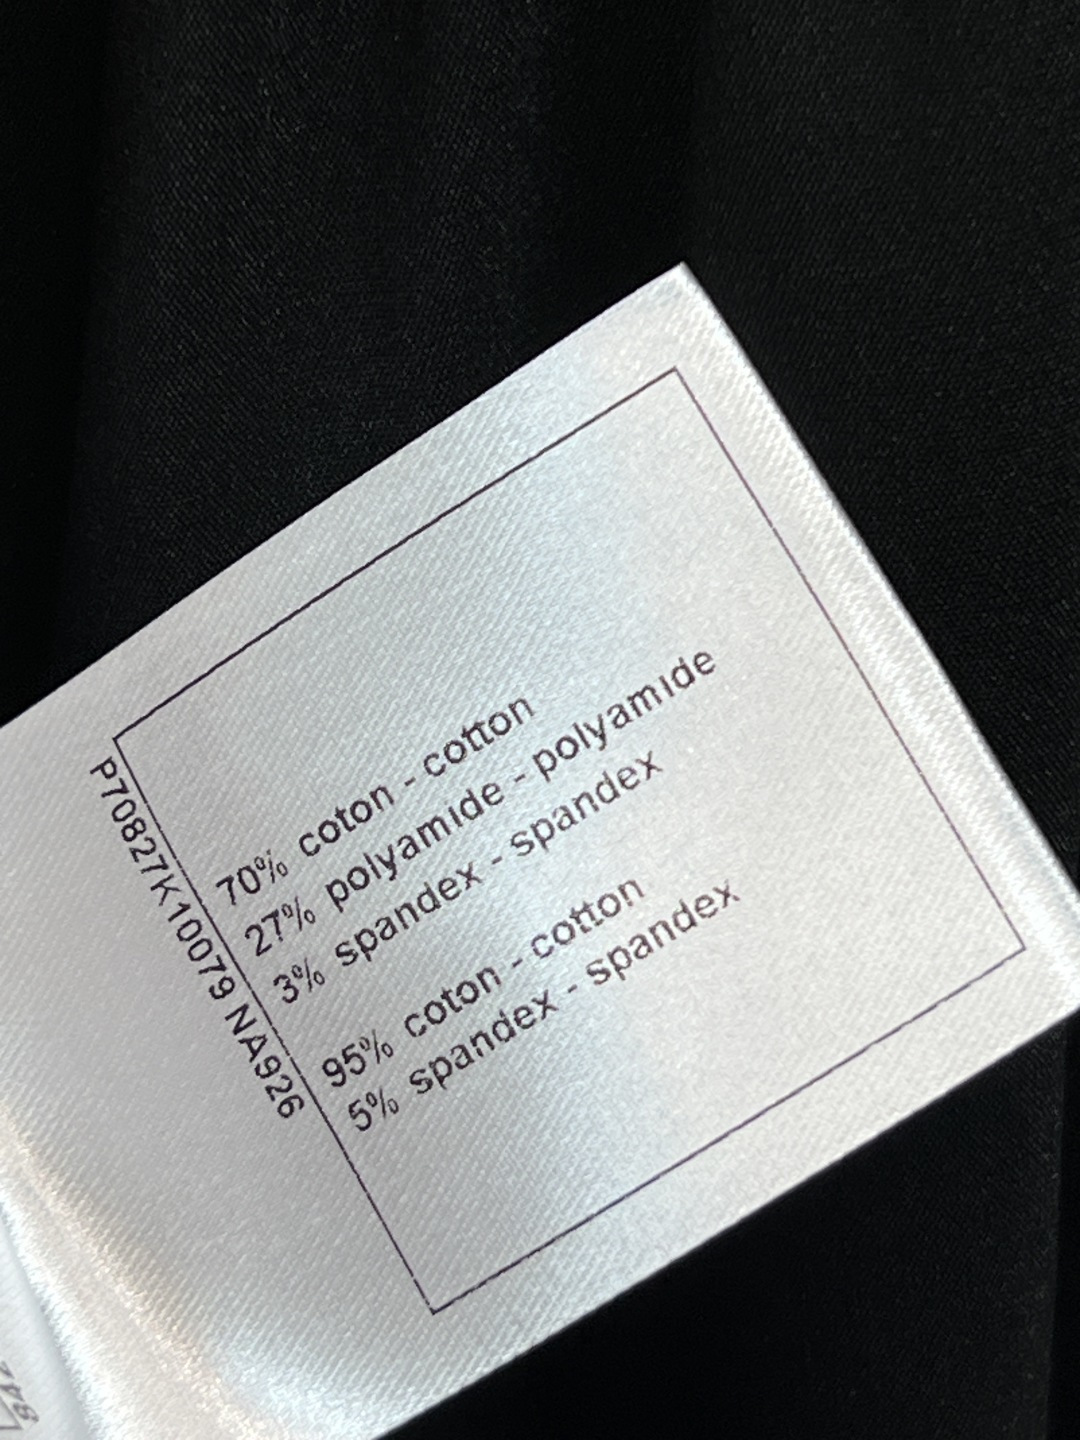 70% coton - cotton
27% polyamide - polyamide
3% spandex - spandex
95% coton - cotton
5% spandex - spandex
P70827K10079 NA926